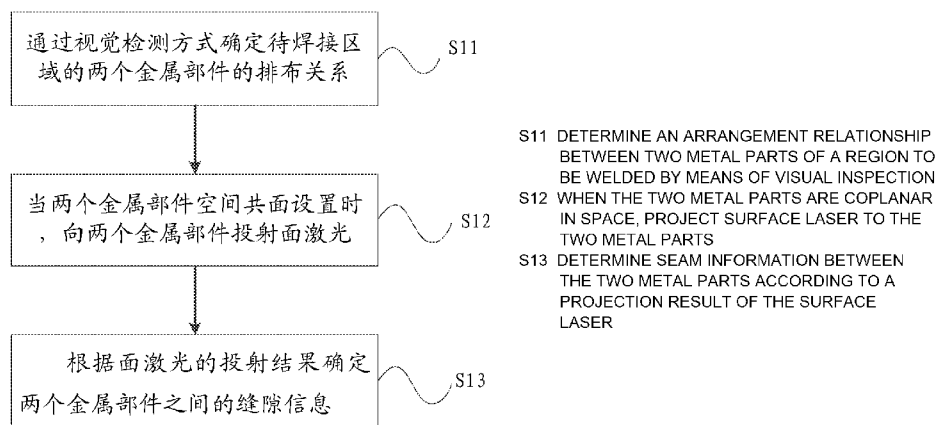 通过视觉检测方式确定待焊接区
域的两个金属部件的排布关系
S11
当两个金属部件空间共面设置时
，向两个金属部件投射面激光
S12
根据面激光的投射结果确定
两个金属部件之间的缝隙信息
S13
S11 DETERMINE AN ARRANGEMENT RELATIONSHIP
BETWEEN TWO METAL PARTS OF A REGION TO
BE WELDED BY MEANS OF VISUAL INSPECTION
S12 WHEN THE TWO METAL PARTS ARE COPLANAR
IN SPACE, PROJECT SURFACE LASER TO THE
TWO METAL PARTS
S13 DETERMINE SEAM INFORMATION BETWEEN
THE TWO METAL PARTS ACCORDING TO A
PROJECTION RESULT OF THE SURFACE
LASER